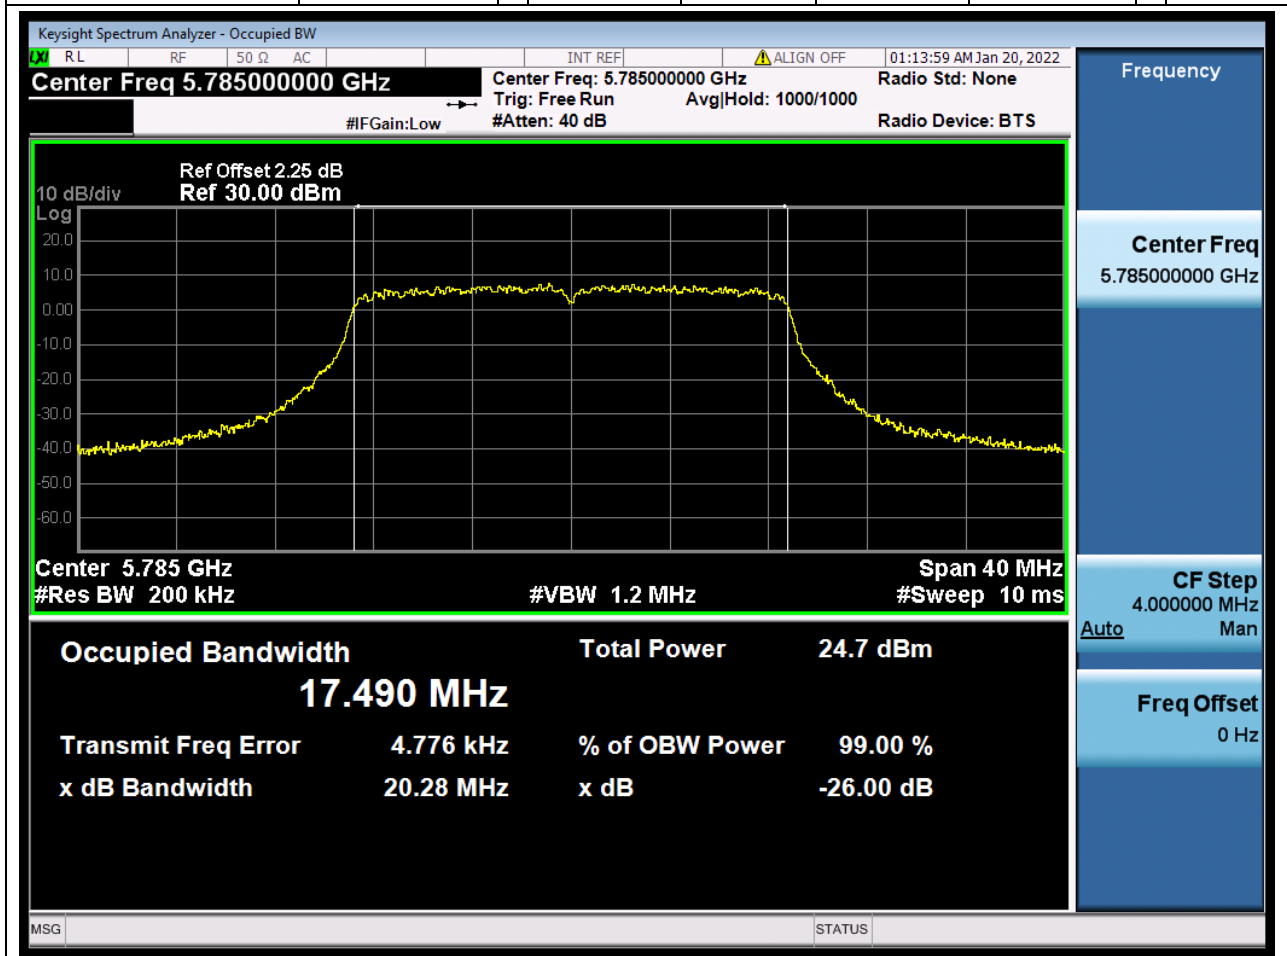 Keysight Spectrum Analyzer - Occupied BW
LXI RL RF 50 Ω AC INT REF ALIGN OFF 01:13:59 AM Jan 20, 2022
Center Freq 5.785000000 GHz
Center Freq: 5.785000000 GHz
Radio Std: None
Trig: Free Run Avg|Hold: 1000/1000
#IFGain:Low
#Atten: 40 dB
Radio Device: BTS
Ref Offset 2.25 dB
10 dB/div Ref 30.00 dBm
Log
20.0
10.0
0.00
-10.0
-20.0
-30.0
-40.0
-50.0
-60.0
Center 5.785 GHz
Span 40 MHz
#Res BW 200 kHz
#VBW 1.2 MHz
#Sweep 10 ms
Occupied Bandwidth
17.490 MHz
Total Power 24.7 dBm
Transmit Freq Error 4.776 kHz
% of OBW Power 99.00 %
x dB Bandwidth 20.28 MHz
x dB -26.00 dB
MSG
STATUS
Frequency
Center Freq
5.785000000 GHz
CF Step
4.000000 MHz
Auto Man
Freq Offset
0 Hz